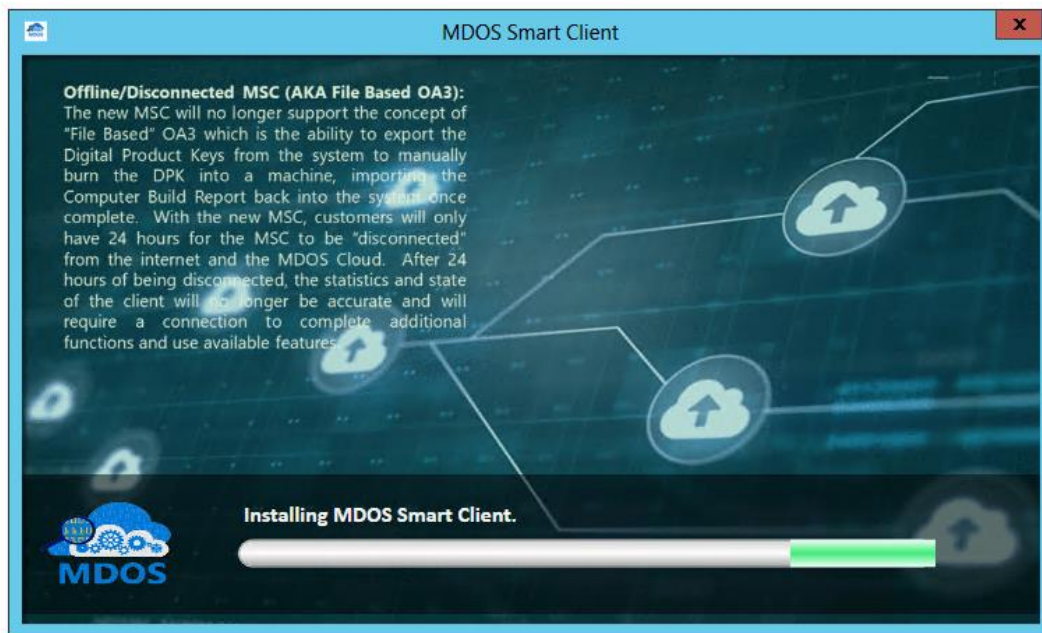 MDOS
MDOS Smart Client
x
Offline/Disconnected MSC (AKA File Based OA3):
The new MSC will no longer support the concept of
"File Based" OA3 which is the ability to export the
Digital Product Keys from the system to manually
burn the DPK into a machine, importing the
Computer Build Report back into the system once
complete. With the new MSC, customers will only
have 24 hours for the MSC to be "disconnected"
from the internet and the MDOS Cloud. After 24
hours of being disconnected, the statistics and state
of the client will no longer be accurate and will
require a connection to complete additional
functions and use available features.
Installing MDOS Smart Client.
MDOS